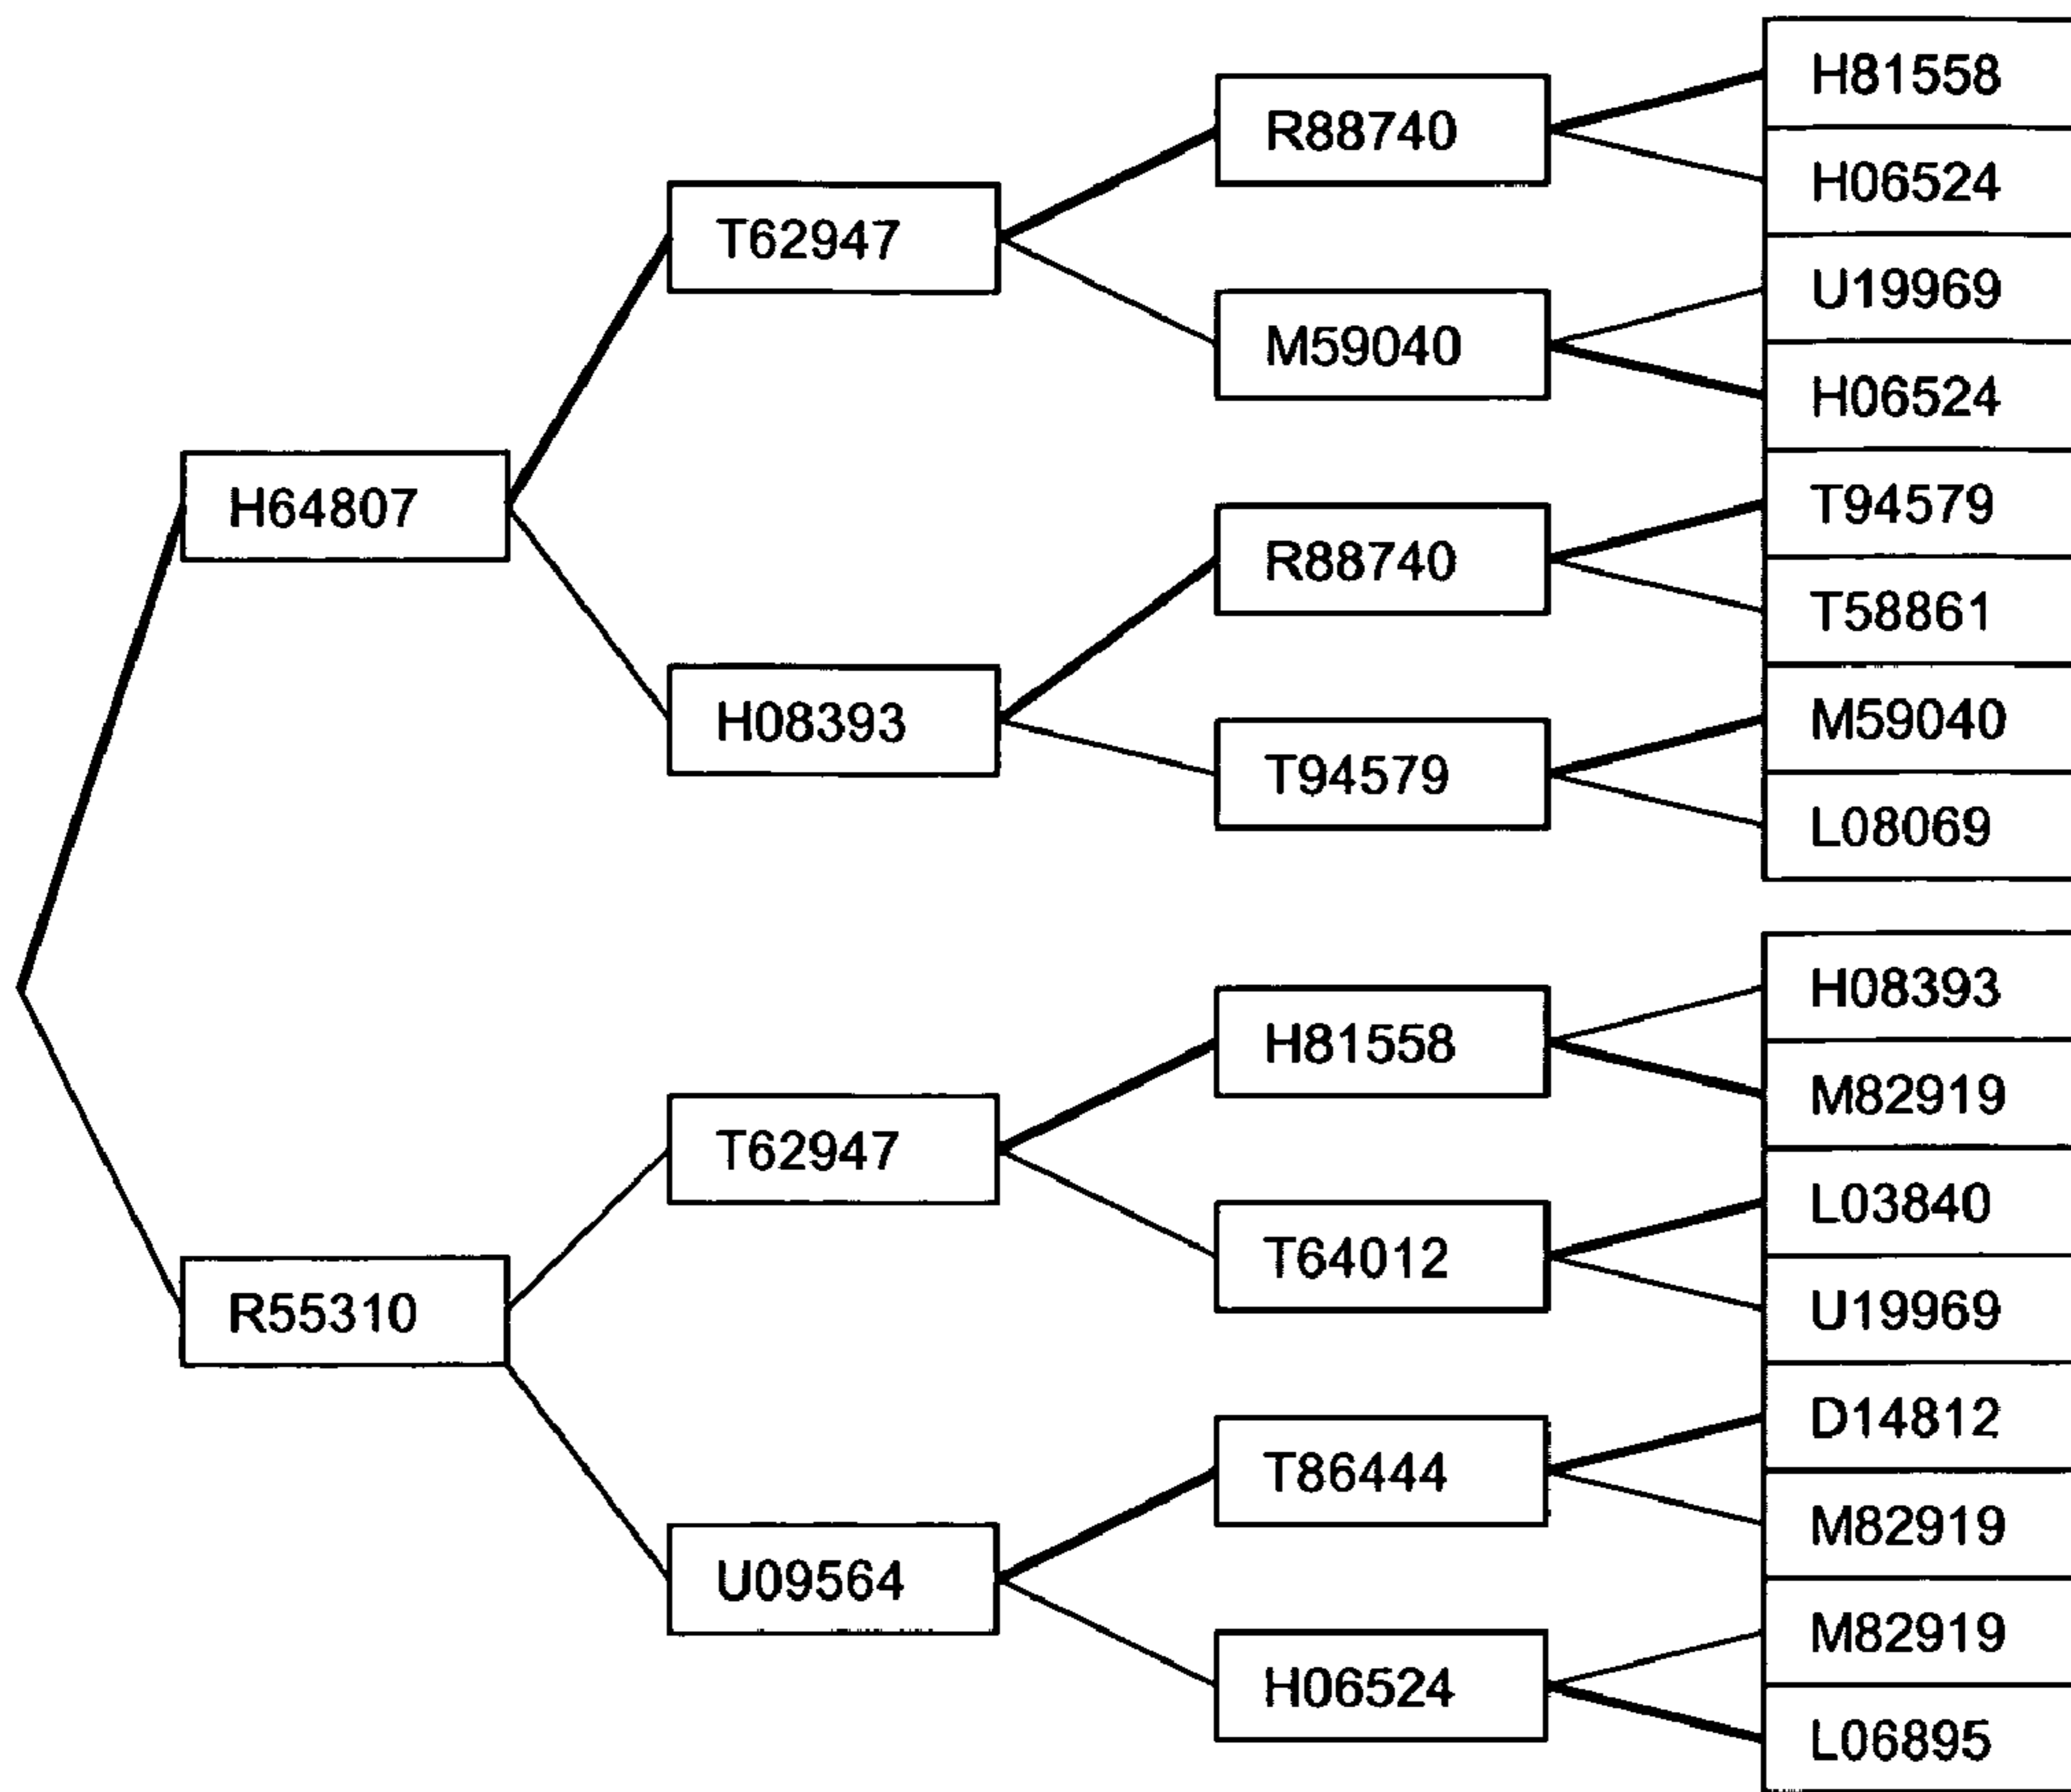 H64807
R55310
T62947
H08393
T62947
U09564
R88740
M59040
R88740
T94579
H81558
T64012
T86444
H06524
H81558
H06524
U19969
H06524
T94579
T58861
M59040
L08069
H08393
M82919
L03840
U19969
D14812
M82919
M82919
L06895